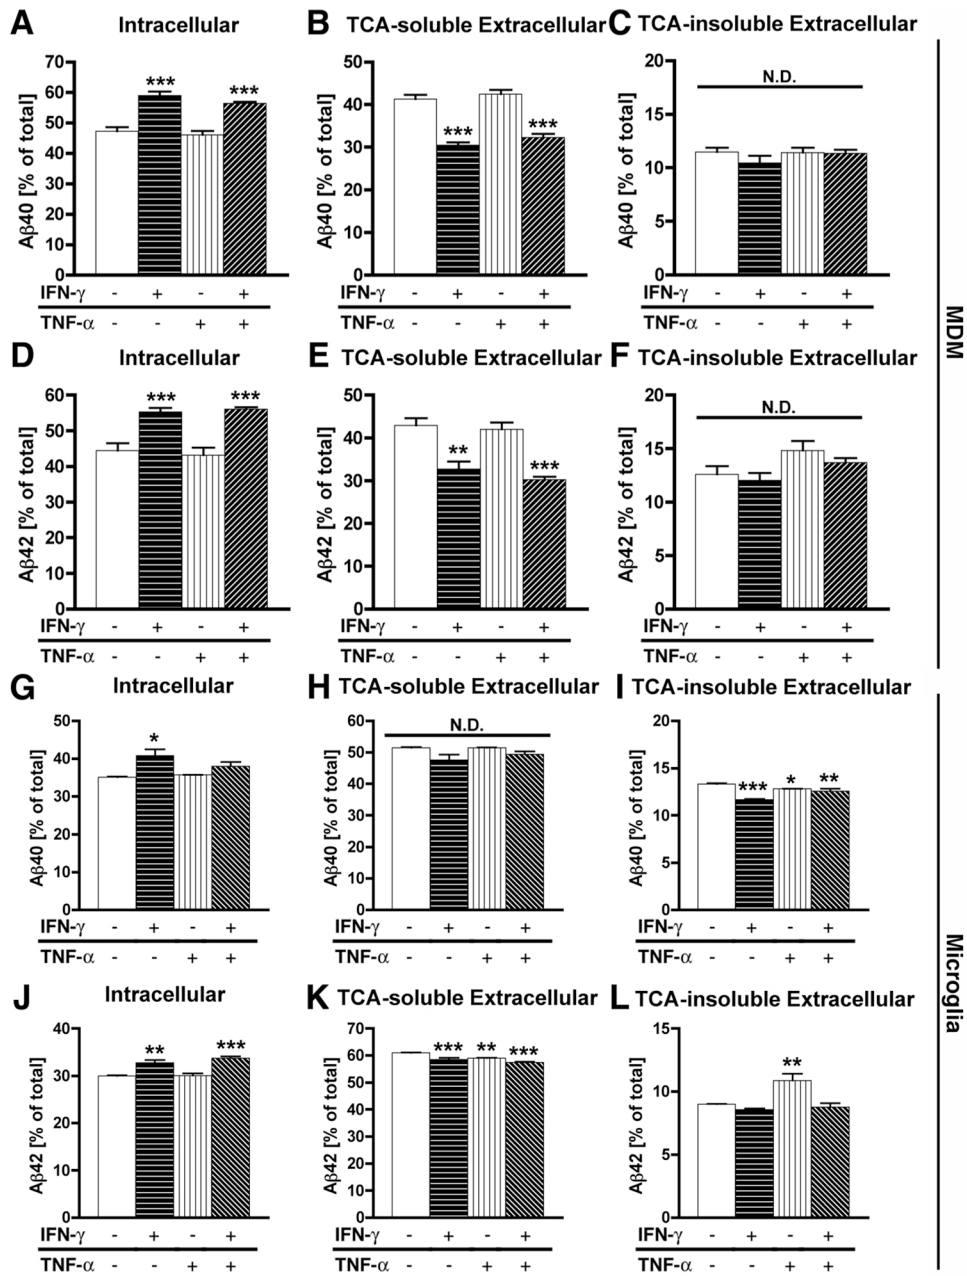 A Intracellular
Aβ40 [% of total]
70
60
50
40
30
20
10
0
*** ***
IFN-γ - + - +
TNF-α - - + +
B TCA-soluble Extracellular
Aβ40 [% of total]
50
40
30
20
10
0
*** ***
IFN-γ - + - +
TNF-α - - + +
C TCA-insoluble Extracellular
Aβ40 [% of total]
20
15
10
5
0
N.D.
IFN-γ - + - +
TNF-α - - + +
D Intracellular
Aβ42 [% of total]
60
50
40
30
20
10
0
*** ***
IFN-γ - + - +
TNF-α - - + +
E TCA-soluble Extracellular
Aβ42 [% of total]
50
40
30
20
10
0
** ***
IFN-γ - + - +
TNF-α - - + +
F TCA-insoluble Extracellular
Aβ42 [% of total]
20
15
10
5
0
N.D.
IFN-γ - + - +
TNF-α - - + +
MDM
G Intracellular
Aβ40 [% of total]
50
40
30
20
10
0
*
IFN-γ - + - +
TNF-α - - + +
H TCA-soluble Extracellular
Aβ40 [% of total]
60
50
40
30
20
10
0
N.D.
IFN-γ - + - +
TNF-α - - + +
I TCA-insoluble Extracellular
Aβ40 [% of total]
20
15
10
5
0
*** * **
IFN-γ - + - +
TNF-α - - + +
J Intracellular
Aβ42 [% of total]
40
30
20
10
0
** ***
IFN-γ - + - +
TNF-α - - + +
K TCA-soluble Extracellular
Aβ42 [% of total]
70
60
50
40
30
20
10
0
*** ** ***
IFN-γ - + - +
TNF-α - - + +
L TCA-insoluble Extracellular
Aβ42 [% of total]
15
10
5
0
**
IFN-γ - + - +
TNF-α - - + +
Microglia